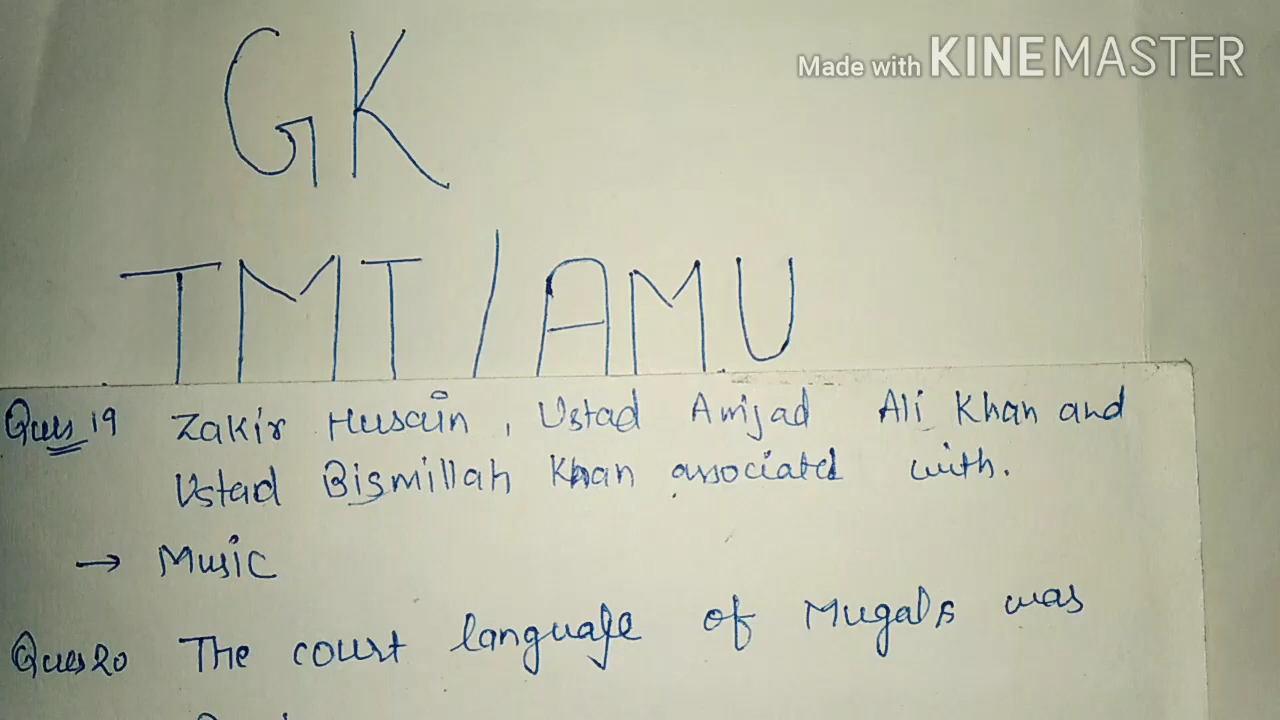 GK
Made with KINEMASTER
TMT/AMU
Ques 19 Zakir Husain, Ustad Amjad Ali Khan and
Ustad Bismillah Khan associated with.
→ Music
Ques 20 The court language of Mugals was